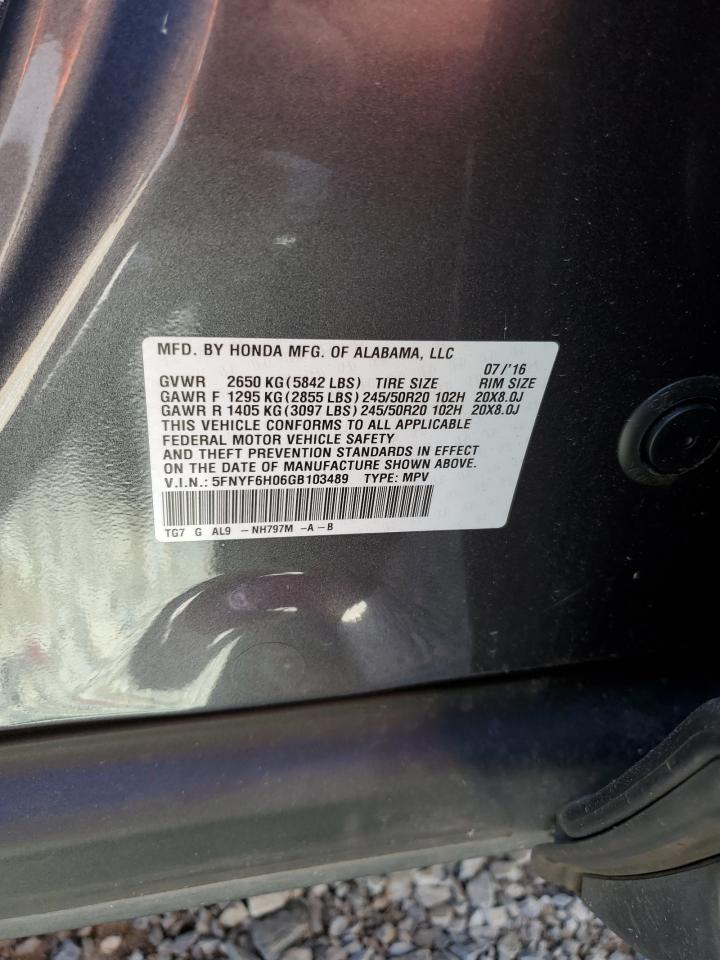 MFD. BY HONDA MFG. OF ALABAMA, LLC
07/'16
GVWR 2650 KG (5842 LBS) TIRE SIZE RIM SIZE
GAWR F 1295 KG (2855 LBS) 245/50R20 102H 20X8.0J
GAWR R 1405 KG (3097 LBS) 245/50R20 102H 20X8.0J
THIS VEHICLE CONFORMS TO ALL APPLICABLE
FEDERAL MOTOR VEHICLE SAFETY
AND THEFT PREVENTION STANDARDS IN EFFECT
ON THE DATE OF MANUFACTURE SHOWN ABOVE.
V.I.N.: 5FNYF6H06GB103489 TYPE: MPV
TG7 G AL9 -NH797M -A-B